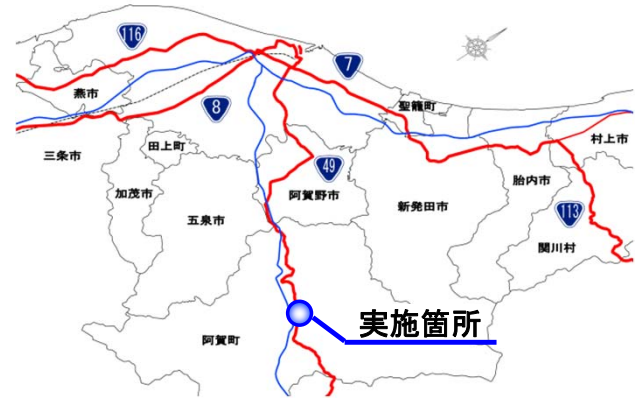 116
7
燕市
8
聖籠町
三条市
田上町
49
村上市
加茂市
阿賀野市
胎内市
五泉市
新発田市
113
関川村
実施箇所
阿賀町